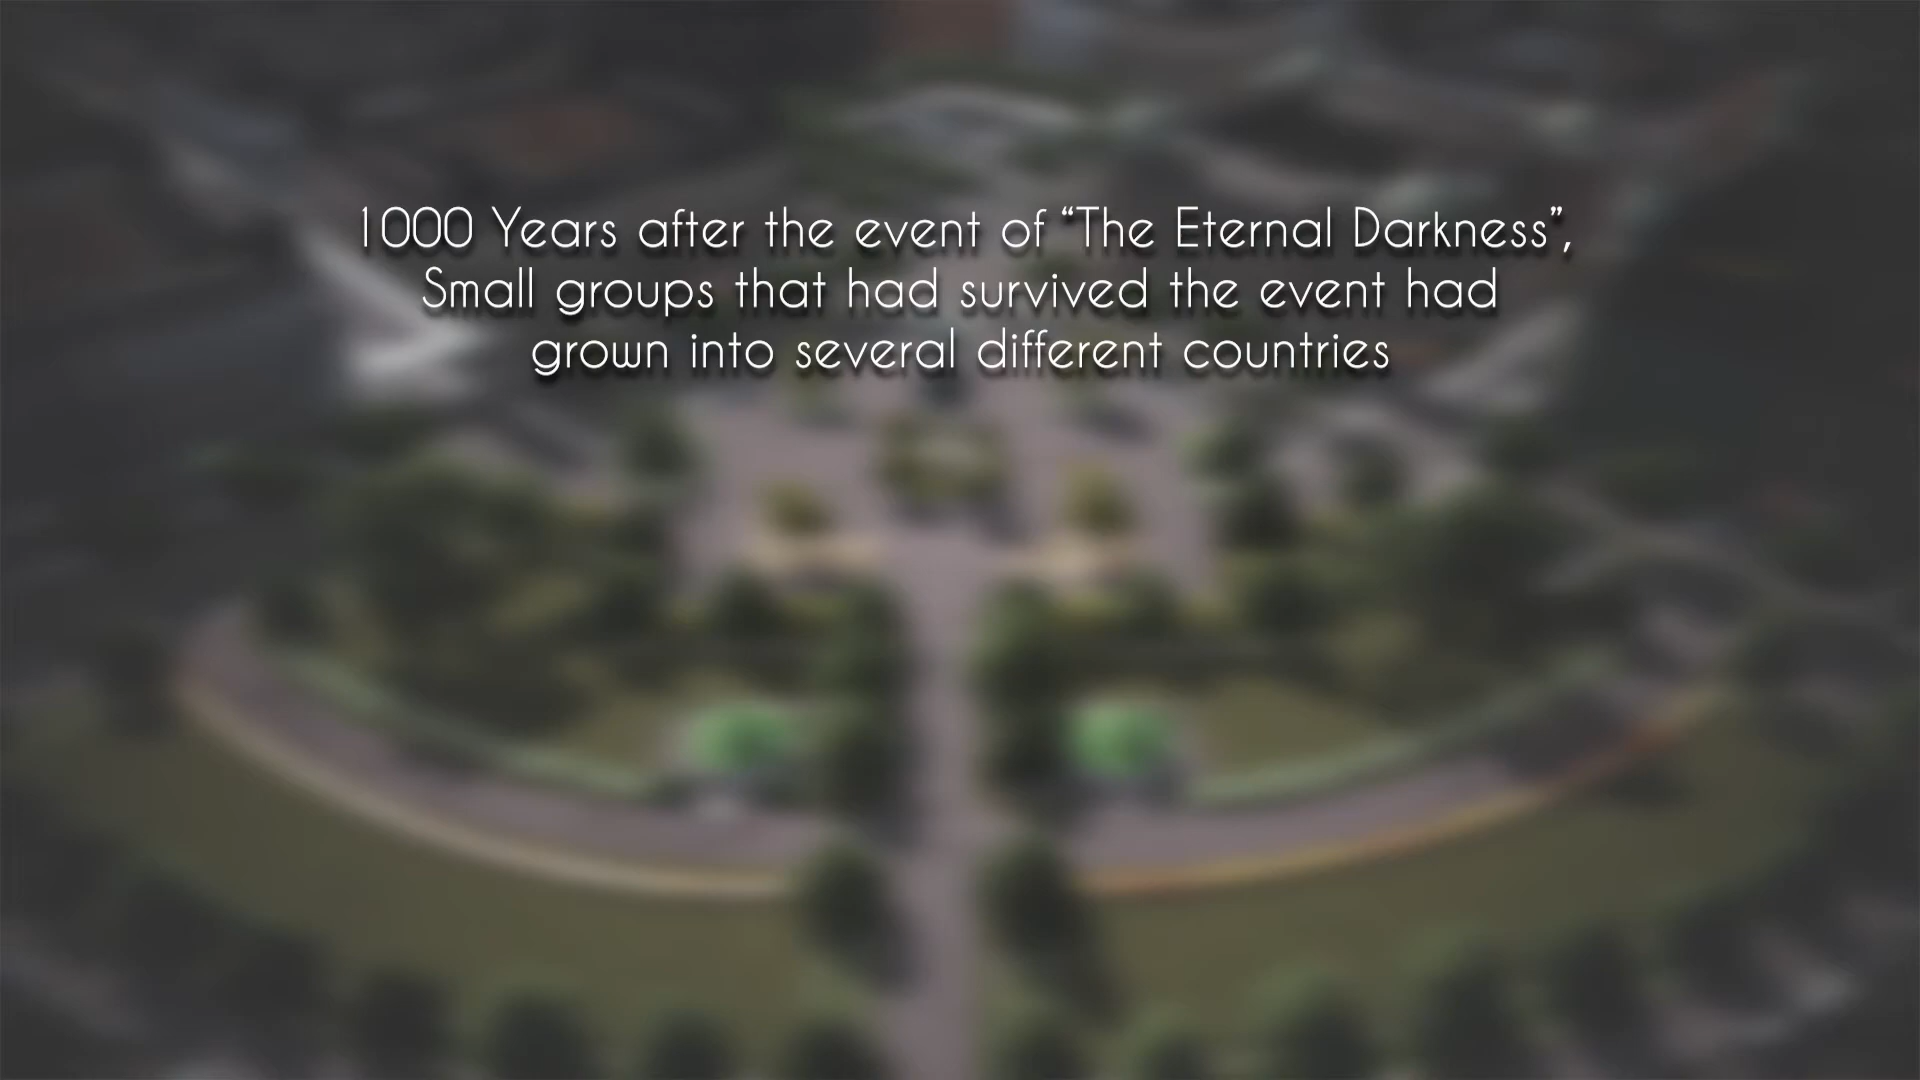 1000 Years after the event of “The Eternal Darkness”,
Small groups that had survived the event had
grown into several different countries